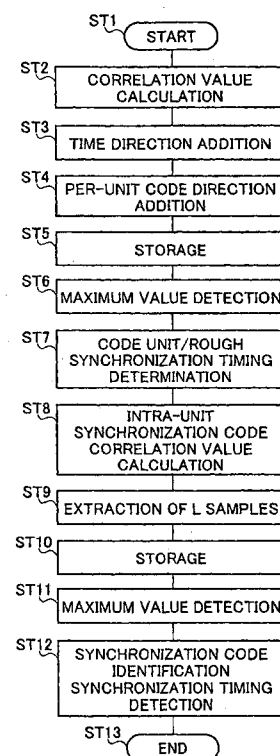 ST1
START
ST2
CORRELATION VALUE
CALCULATION
ST3
TIME DIRECTION ADDITION
ST4
PER-UNIT CODE DIRECTION
ADDITION
ST5
STORAGE
ST6
MAXIMUM VALUE DETECTION
ST7
CODE UNIT/ROUGH
SYNCHRONIZATION TIMING
DETERMINATION
ST8
INTRA-UNIT
SYNCHRONIZATION CODE
CORRELATION VALUE
CALCULATION
ST9
EXTRACTION OF L SAMPLES
ST10
STORAGE
ST11
MAXIMUM VALUE DETECTION
ST12
SYNCHRONIZATION CODE
IDENTIFICATION
SYNCHRONIZATION TIMING
DETECTION
ST13
END